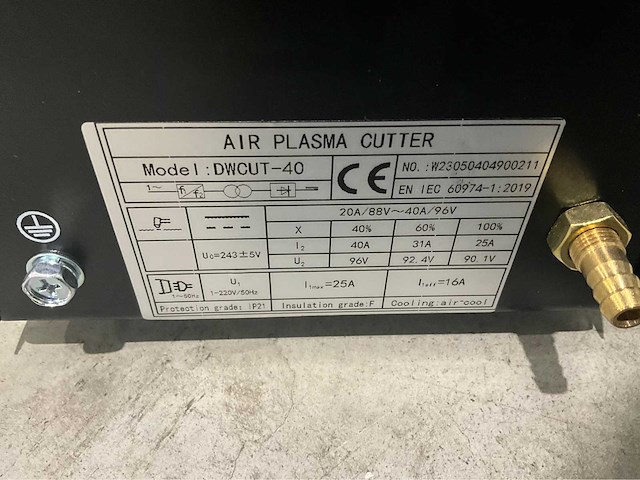 AIR PLASMA CUTTER
Model:DWCUT-40
CE
NO.:W23050404900211
EN IEC 60974-1:2019
1~ f1 f2
20A/88V~40A/96V
X 40% 60% 100%
U0=243±5V
I2 40A 31A 25A
U2 96V 92.4V 90.1V
1~50Hz
U1
1-220V/50Hz
I1max=25A
I1eff=16A
Protection grade: IP21
Insulation grade:F
Cooling:air-cool